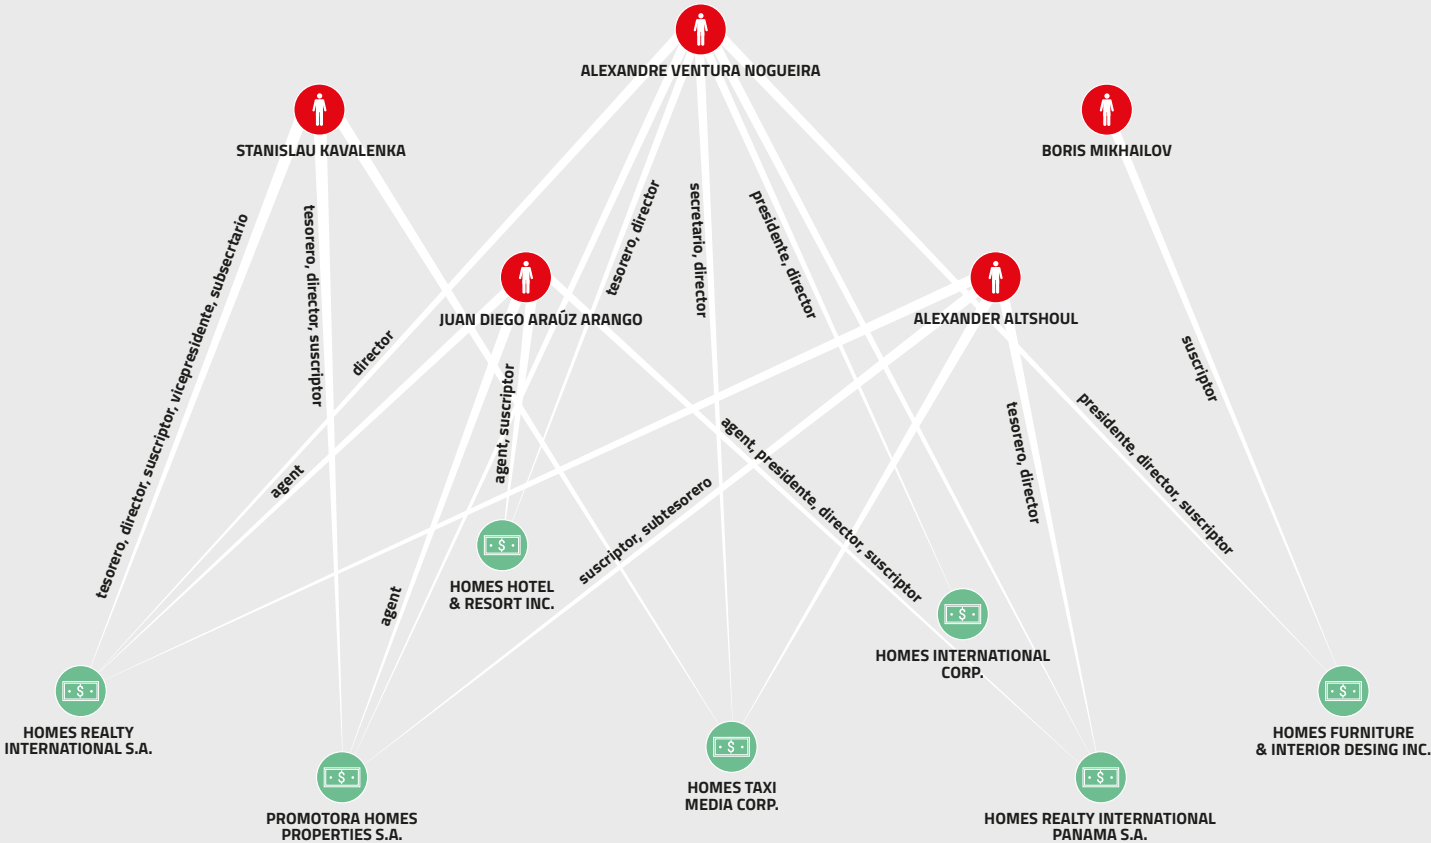 ALEXANDRE VENTURA NOGUEIRA
STANISLAU KAVALENKA
BORIS MIKHAILOV
JUAN DIEGO ARAÚZ ARANGO
ALEXANDER ALTSHOUL
tesorero, director, suscriptor, vicepresidente, subsecrtario
tesorero, director, suscriptor
director
tesorero, director
secretario, director
presidente, director
suscriptor
agent
agent, suscriptor
agent
suscriptor, subtesorero
agent, presidente, director, suscriptor
tesorero, director
presidente, director, suscriptor
HOMES HOTEL
& RESORT INC.
HOMES INTERNATIONAL
CORP.
HOMES REALTY
INTERNATIONAL S.A.
HOMES FURNITURE
& INTERIOR DESING INC.
HOMES TAXI
MEDIA CORP.
PROMOTORA HOMES
PROPERTIES S.A.
HOMES REALTY INTERNATIONAL
PANAMA S.A.